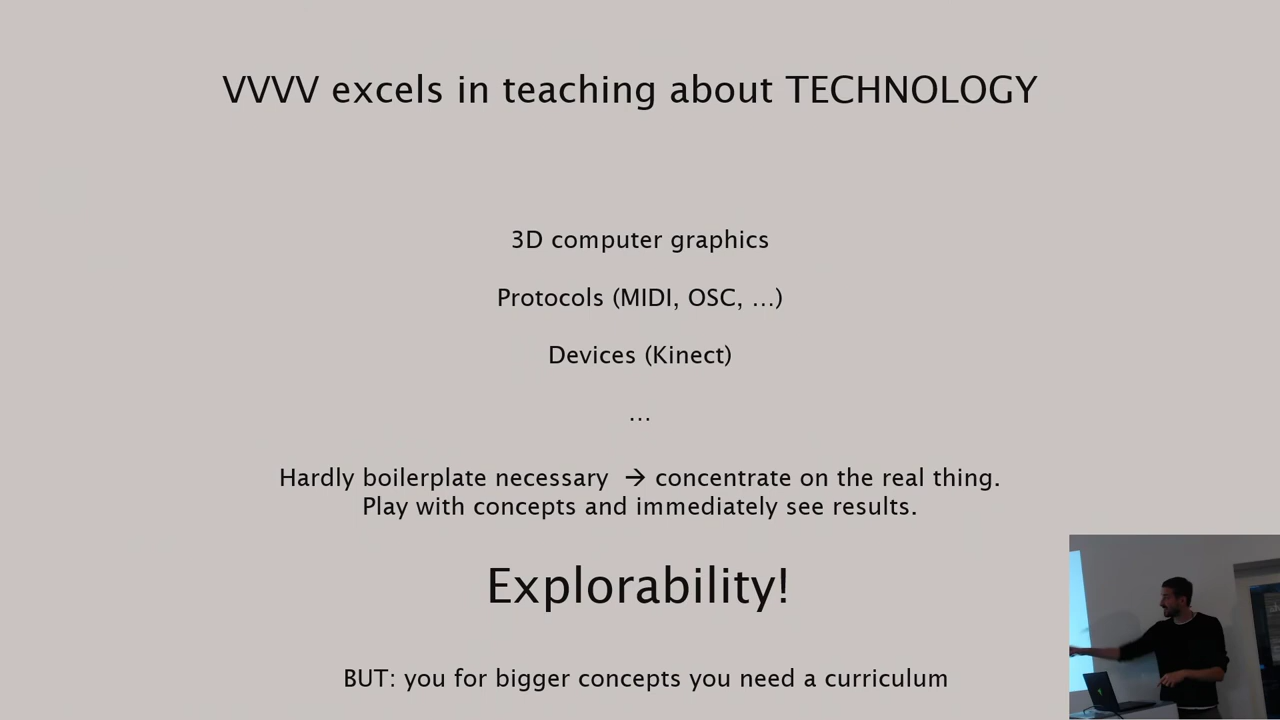 VVVV excels in teaching about TECHNOLOGY
3D computer graphics
Protocols (MIDI, OSC, ...)
Devices (Kinect)
...
Hardly boilerplate necessary → concentrate on the real thing.
Play with concepts and immediately see results.
Explorability!
BUT: you for bigger concepts you need a curriculum